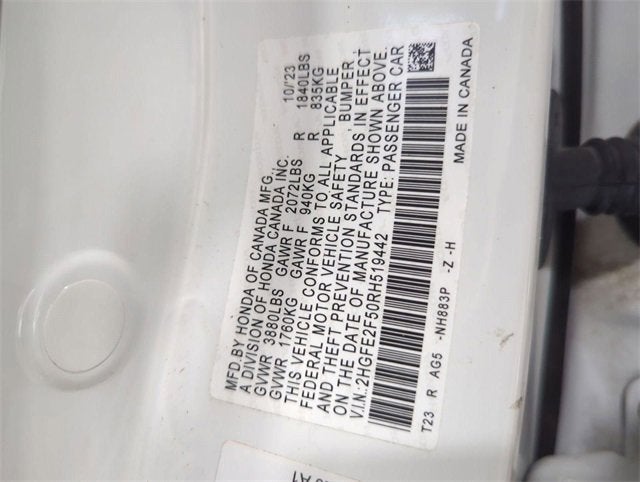 MFD.BY HONDA OF CANADA MFG. 10/'23
A DIVISION OF HONDA CANADA INC.
GVWR 3880LBS GAWR F 2072LBS R 1840LBS
GVWR 1760KG GAWR F 940KG R 835KG
THIS VEHICLE CONFORMS TO ALL APPLICABLE
FEDERAL MOTOR VEHICLE SAFETY BUMPER
AND THEFT PREVENTION STANDARDS IN EFFECT
ON THE DATE OF MANUFACTURE SHOWN ABOVE.
V.I.N.:2HGFE2F50RH519442 TYPE: PASSENGER CAR
T23 R AG5 -NH883P -Z -H MADE IN CANADA
A1